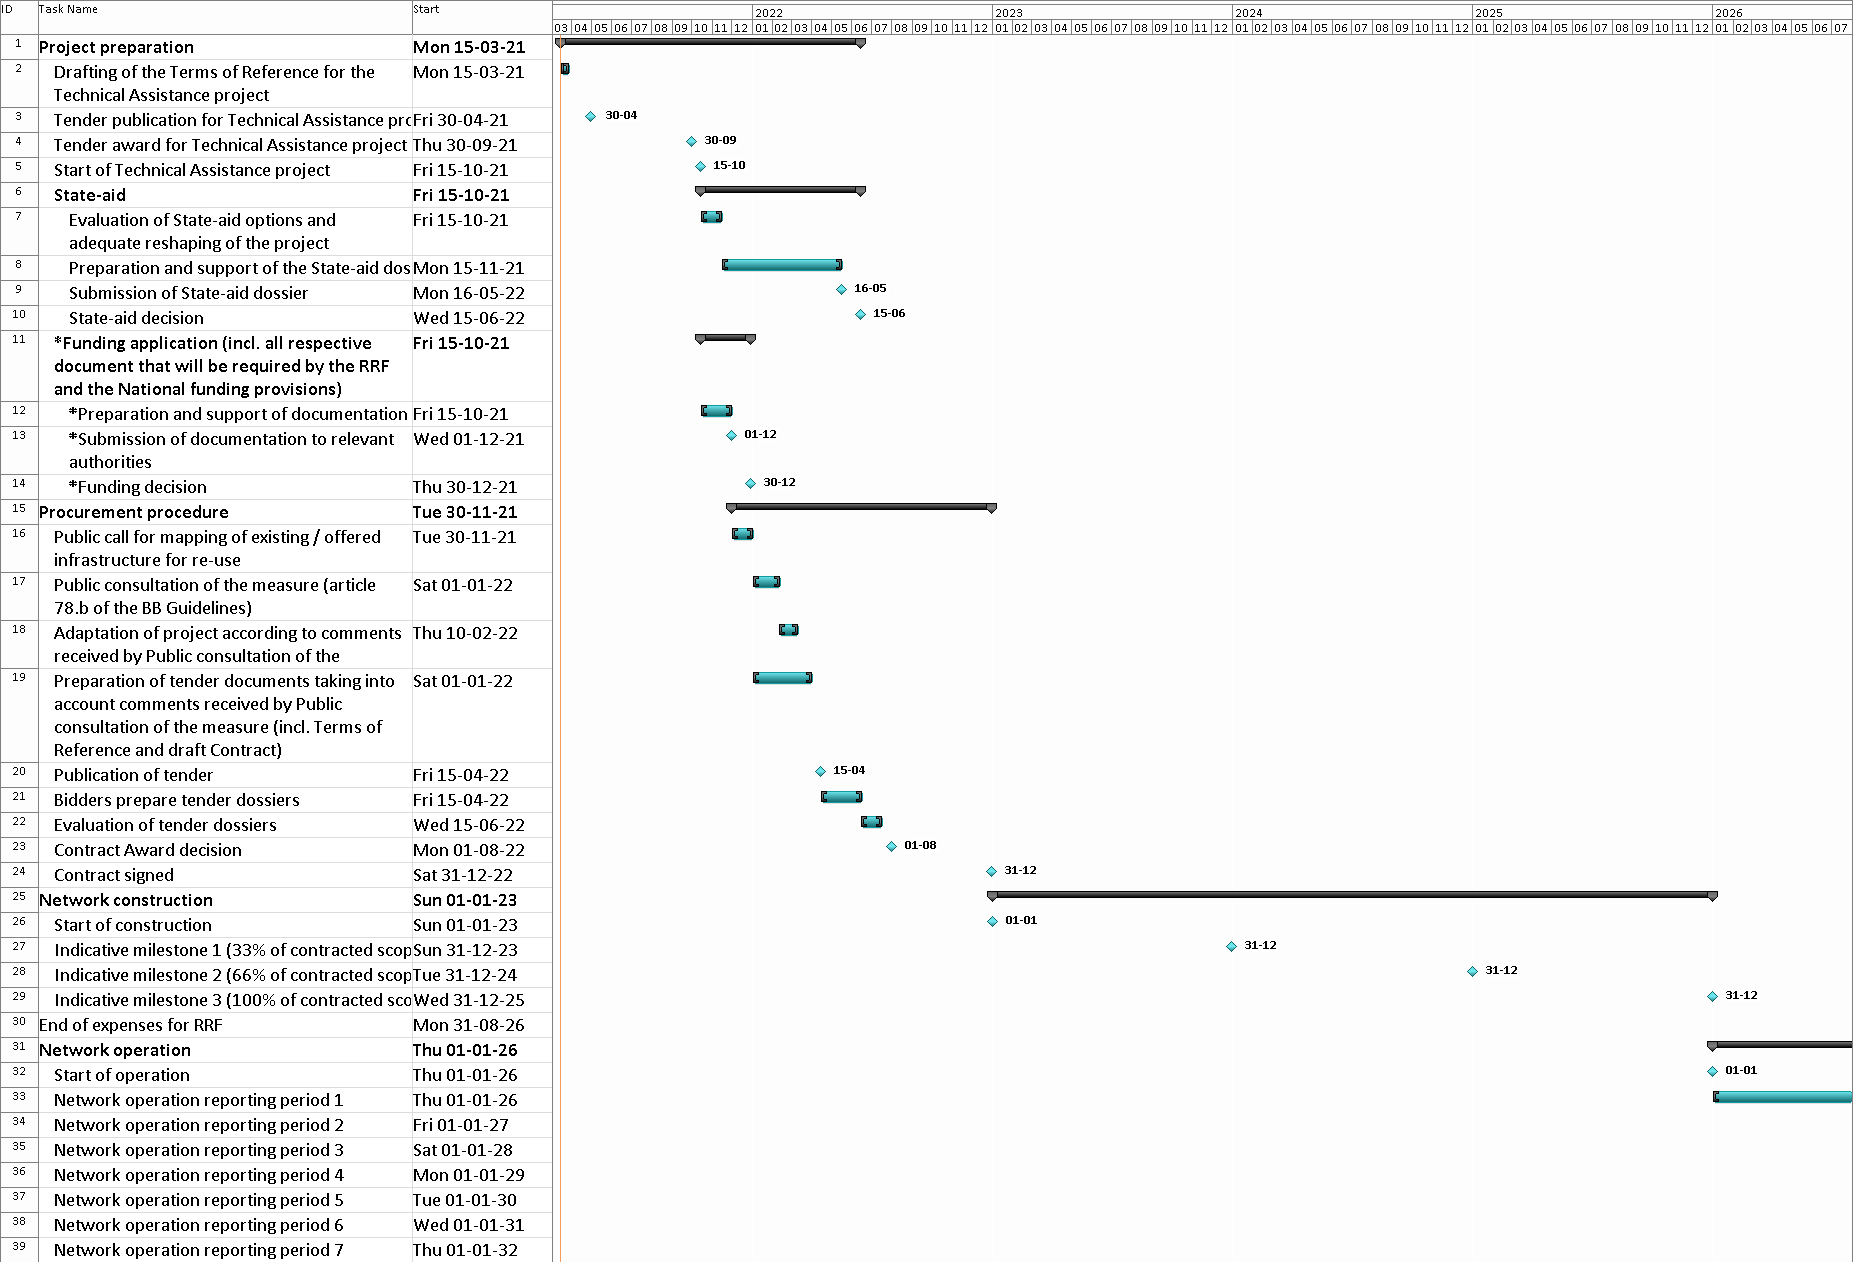 ID Task Name Start
2022 2023 2024 2025 2026
03 04 05 06 07 08 09 10 11 12 01 02 03 04 05 06 07 08 09 10 11 12 01 02 03 04 05 06 07 08 09 10 11 12 01 02 03 04 05 06 07 08 09 10 11 12 01 02 03 04 05 06 07 08 09 10 11 12 01 02 03 04 05 06 07
1 Project preparation Mon 15-03-21
2 Drafting of the Terms of Reference for the Mon 15-03-21
Technical Assistance project
3 Tender publication for Technical Assistance pro Fri 30-04-21 30-04
4 Tender award for Technical Assistance project Thu 30-09-21 30-09
5 Start of Technical Assistance project Fri 15-10-21 15-10
6 State-aid Fri 15-10-21
7 Evaluation of State-aid options and Fri 15-10-21
adequate reshaping of the project
8 Preparation and support of the State-aid dos Mon 15-11-21
9 Submission of State-aid dossier Mon 16-05-22 16-05
10 State-aid decision Wed 15-06-22 15-06
11 *Funding application (incl. all respective Fri 15-10-21
document that will be required by the RRF
and the National funding provisions)
12 *Preparation and support of documentation Fri 15-10-21
13 *Submission of documentation to relevant Wed 01-12-21 01-12
authorities
14 *Funding decision Thu 30-12-21 30-12
15 Procurement procedure Tue 30-11-21
16 Public call for mapping of existing / offered Tue 30-11-21
infrastructure for re-use
17 Public consultation of the measure (article Sat 01-01-22
78.b of the BB Guidelines)
18 Adaptation of project according to comments Thu 10-02-22
received by Public consultation of the
19 Preparation of tender documents taking into Sat 01-01-22
account comments received by Public
consultation of the measure (incl. Terms of
Reference and draft Contract)
20 Publication of tender Fri 15-04-22 15-04
21 Bidders prepare tender dossiers Fri 15-04-22
22 Evaluation of tender dossiers Wed 15-06-22
23 Contract Award decision Mon 01-08-22 01-08
24 Contract signed Sat 31-12-22 31-12
25 Network construction Sun 01-01-23
26 Start of construction Sun 01-01-23 01-01
27 Indicative milestone 1 (33% of contracted scop Sun 31-12-23 31-12
28 Indicative milestone 2 (66% of contracted scop Tue 31-12-24 31-12
29 Indicative milestone 3 (100% of contracted sco Wed 31-12-25 31-12
30 End of expenses for RRF Mon 31-08-26
31 Network operation Thu 01-01-26
32 Start of operation Thu 01-01-26 01-01
33 Network operation reporting period 1 Thu 01-01-26
34 Network operation reporting period 2 Fri 01-01-27
35 Network operation reporting period 3 Sat 01-01-28
36 Network operation reporting period 4 Mon 01-01-29
37 Network operation reporting period 5 Tue 01-01-30
38 Network operation reporting period 6 Wed 01-01-31
39 Network operation reporting period 7 Thu 01-01-32